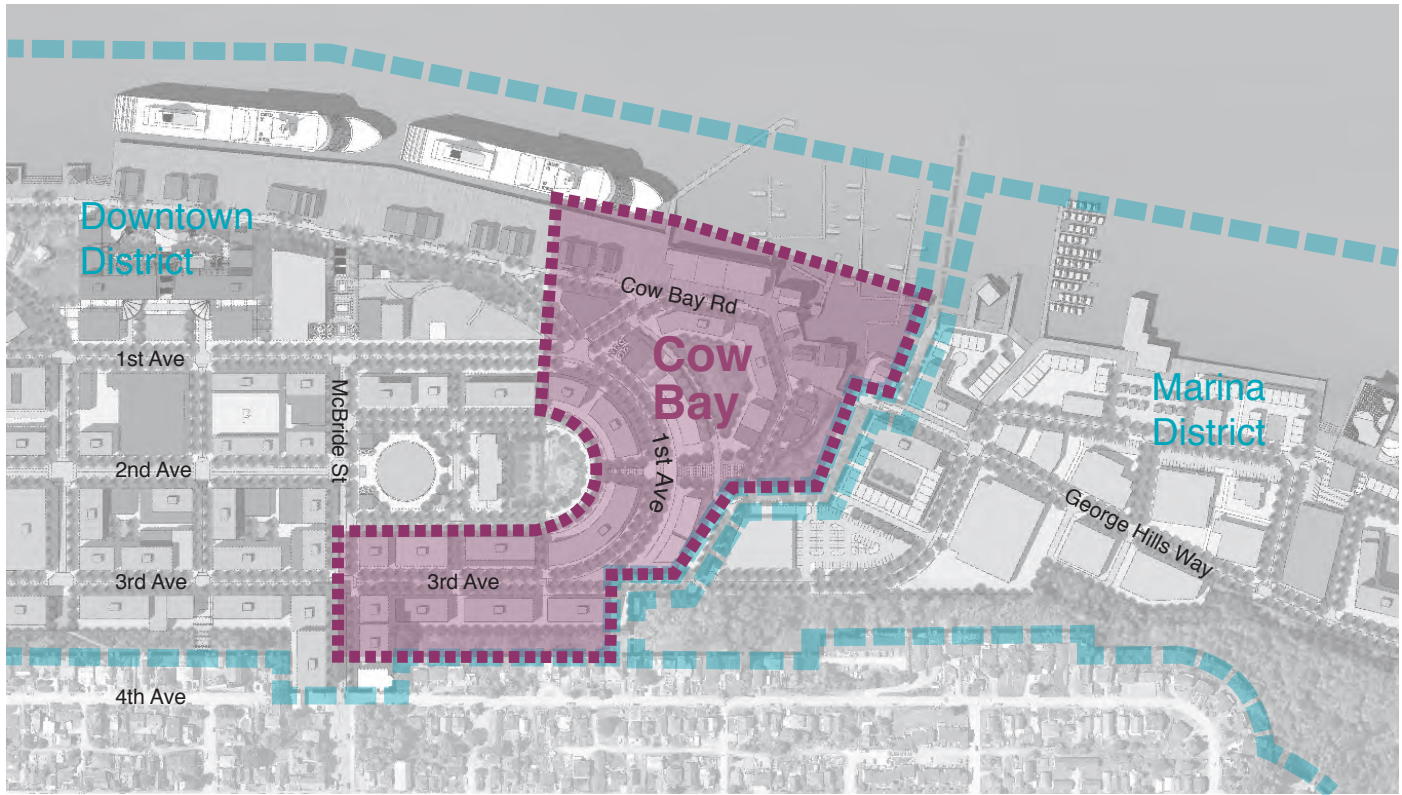 Downtown
District
Cow Bay Rd
1st Ave
Cow
Bay
Marina
District
McBride St
1st Ave
2nd Ave
George Hills Way
3rd Ave
3rd Ave
4th Ave